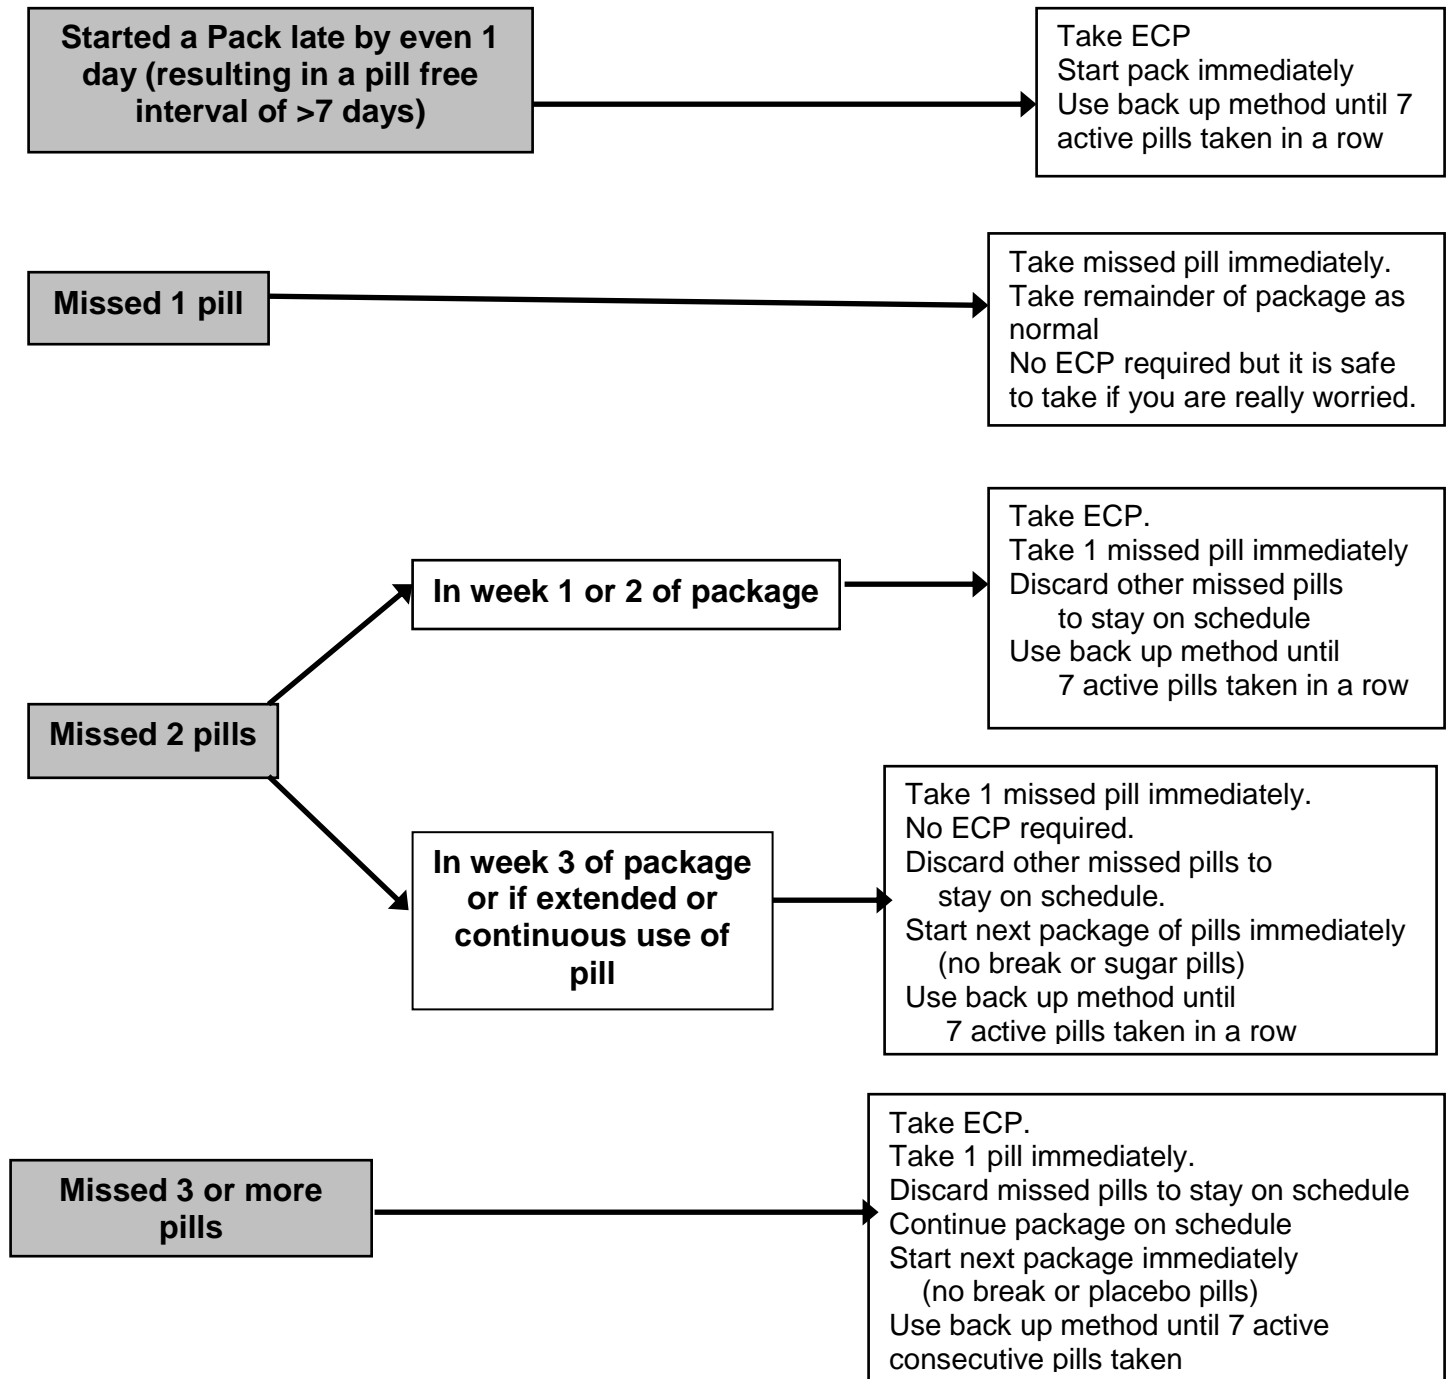 Started a Pack late by even 1
day (resulting in a pill free
interval of >7 days)
Take ECP
Start pack immediately
Use back up method until 7
active pills taken in a row
Missed 1 pill
Take missed pill immediately.
Take remainder of package as
normal
No ECP required but it is safe
to take if you are really worried.
Missed 2 pills
In week 1 or 2 of package
Take ECP.
Take 1 missed pill immediately
Discard other missed pills
to stay on schedule
Use back up method until
7 active pills taken in a row
In week 3 of package
or if extended or
continuous use of
pill
Take 1 missed pill immediately.
No ECP required.
Discard other missed pills to
stay on schedule.
Start next package of pills immediately
(no break or sugar pills)
Use back up method until
7 active pills taken in a row
Missed 3 or more
pills
Take ECP.
Take 1 pill immediately.
Discard missed pills to stay on schedule
Continue package on schedule
Start next package immediately
(no break or placebo pills)
Use back up method until 7 active
consecutive pills taken